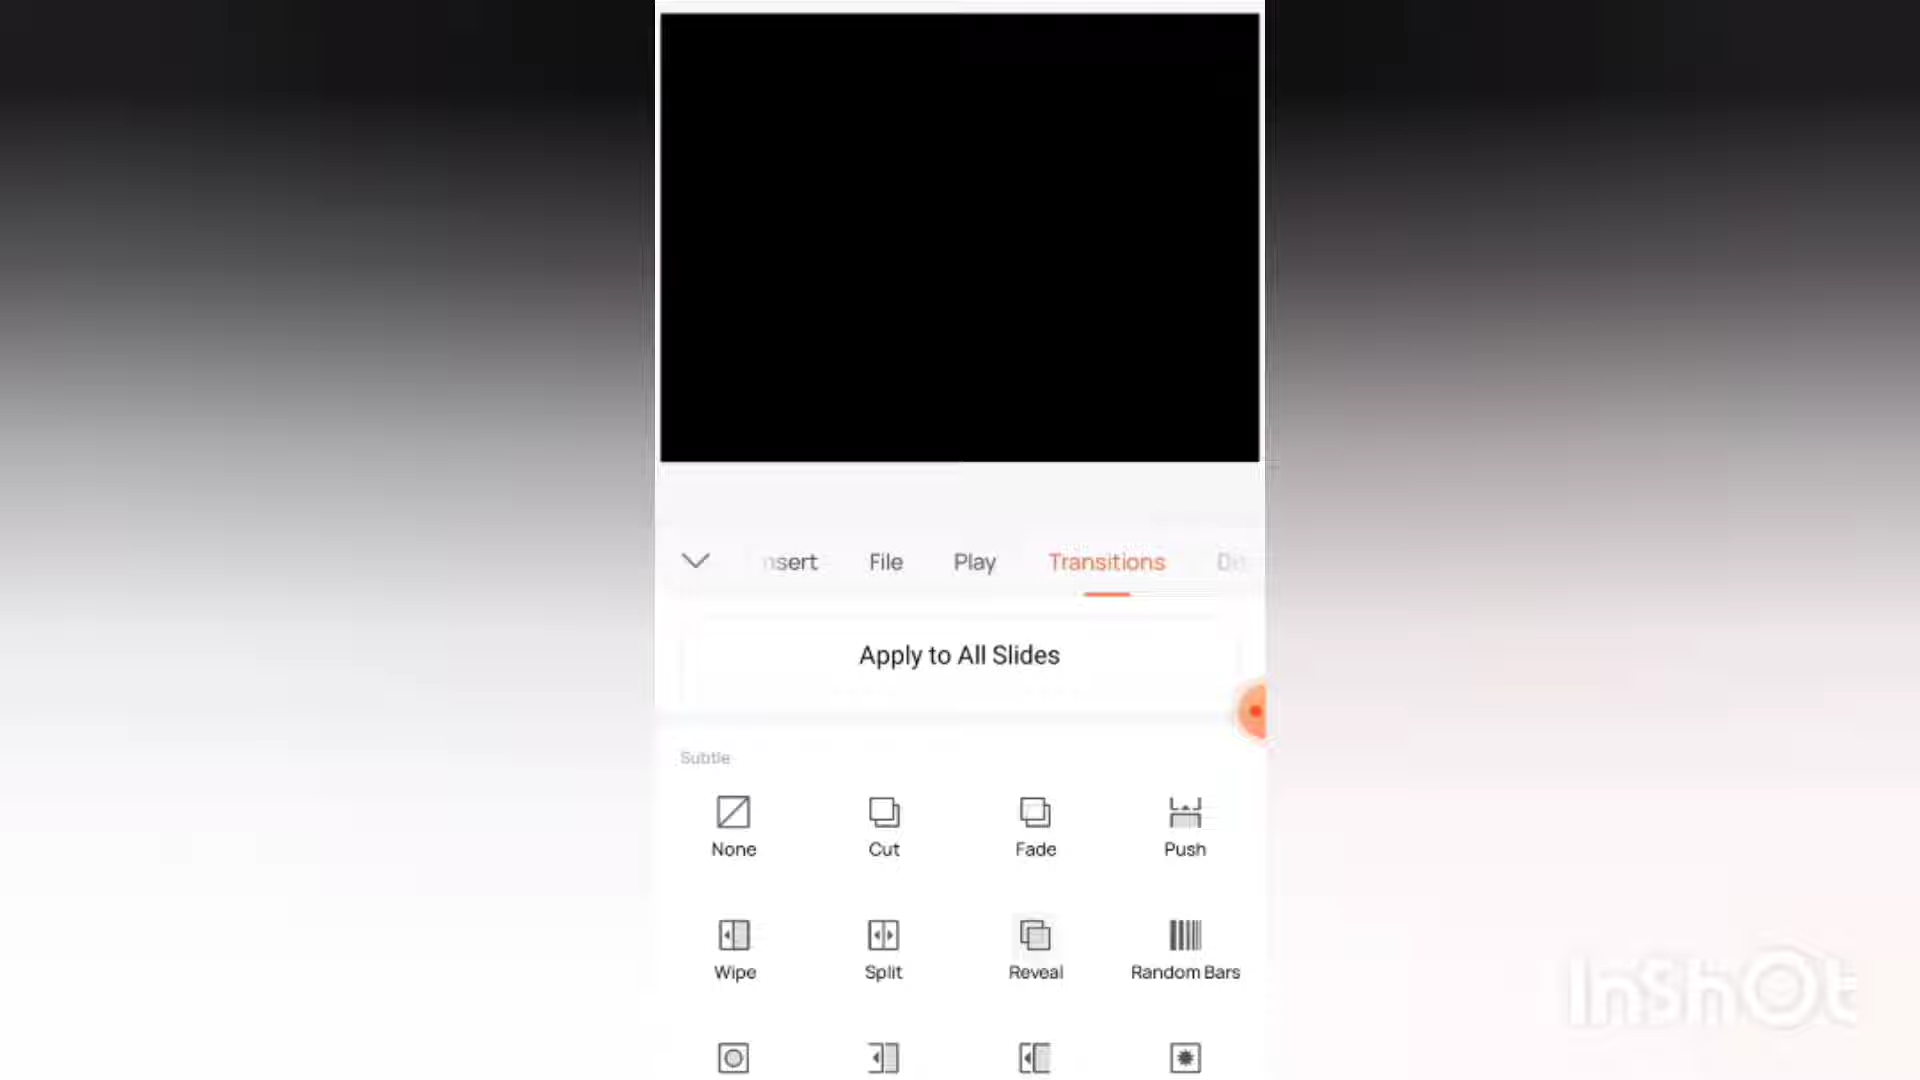 nsert File Play Transitions
Apply to All Slides
Subtle
None Cut Fade Push
Wipe Split Reveal Random Bars
InShOt